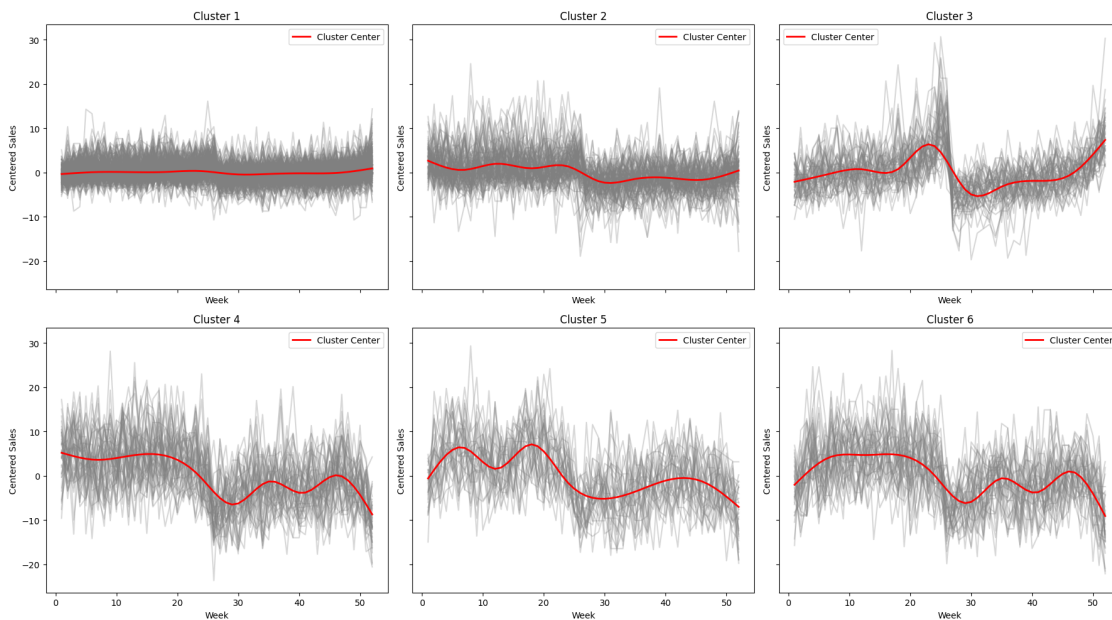 Cluster 1
Cluster Center
Centered Sales
30
20
10
0
−10
−20
Week
Cluster 2
Cluster Center
Centered Sales
Week
Cluster 3
Cluster Center
Centered Sales
Week
Cluster 4
Cluster Center
Centered Sales
30
20
10
0
−10
−20
0 10 20 30 40 50
Week
Cluster 5
Cluster Center
Centered Sales
0 10 20 30 40 50
Week
Cluster 6
Cluster Center
Centered Sales
0 10 20 30 40 50
Week